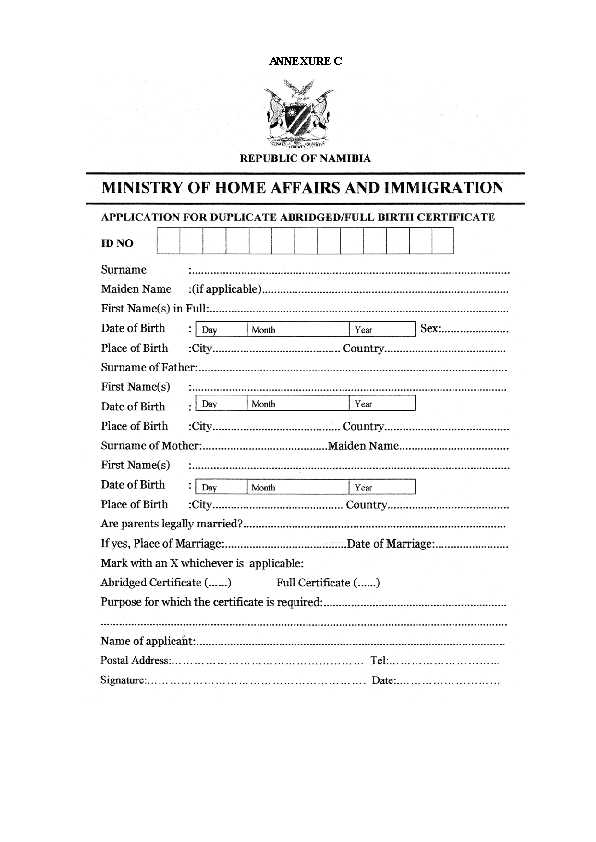 ANNEXURE C
REPUBLIC OF NAMIBIA
MINISTRY OF HOME AFFAIRS AND IMMIGRATION
APPLICATION FOR DUPLICATE ABRIDGED/FULL BIRTH CERTIFICATE
ID NO
Surname :..........................................................................................................
Maiden Name :(if applicable)..................................................................................
First Name(s) in Full:....................................................................................................
Date of Birth : Day Month Year Sex:......................
Place of Birth :City........................................... Country........................................
Surname of Father:.......................................................................................................
First Name(s) :.........................................................................................................
Date of Birth : Day Month Year
Place of Birth :City........................................... Country.........................................
Surname of Mother:..........................................Maiden Name....................................
First Name(s) :.........................................................................................................
Date of Birth : Day Month Year
Place of Birth :City............................................ Country........................................
Are parents legally married?.......................................................................................
If yes, Place of Marriage:.........................................Date of Marriage:........................
Mark with an X whichever is applicable:
Abridged Certificate (......) Full Certificate (......)
Purpose for which the certificate is required:.............................................................
.......................................................................................................................................
Name of applicant:.......................................................................................................
Postal Address:…………………………………………… Tel:…………………………
Signature:………………………………………………… Date:………………………